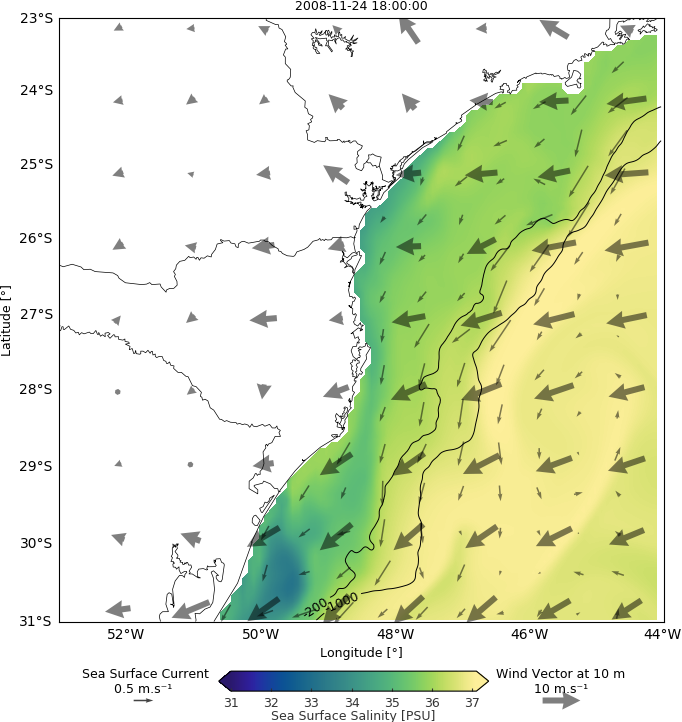 2008-11-24 18:00:00
23°S
24°S
25°S
26°S
27°S
28°S
29°S
30°S
31°S
Latitude [°]
-200
-1000
52°W
50°W
48°W
46°W
44°W
Longitude [°]
Sea Surface Current
0.5 m.s⁻¹
Wind Vector at 10 m
10 m.s⁻¹
31 32 33 34 35 36 37
Sea Surface Salinity [PSU]